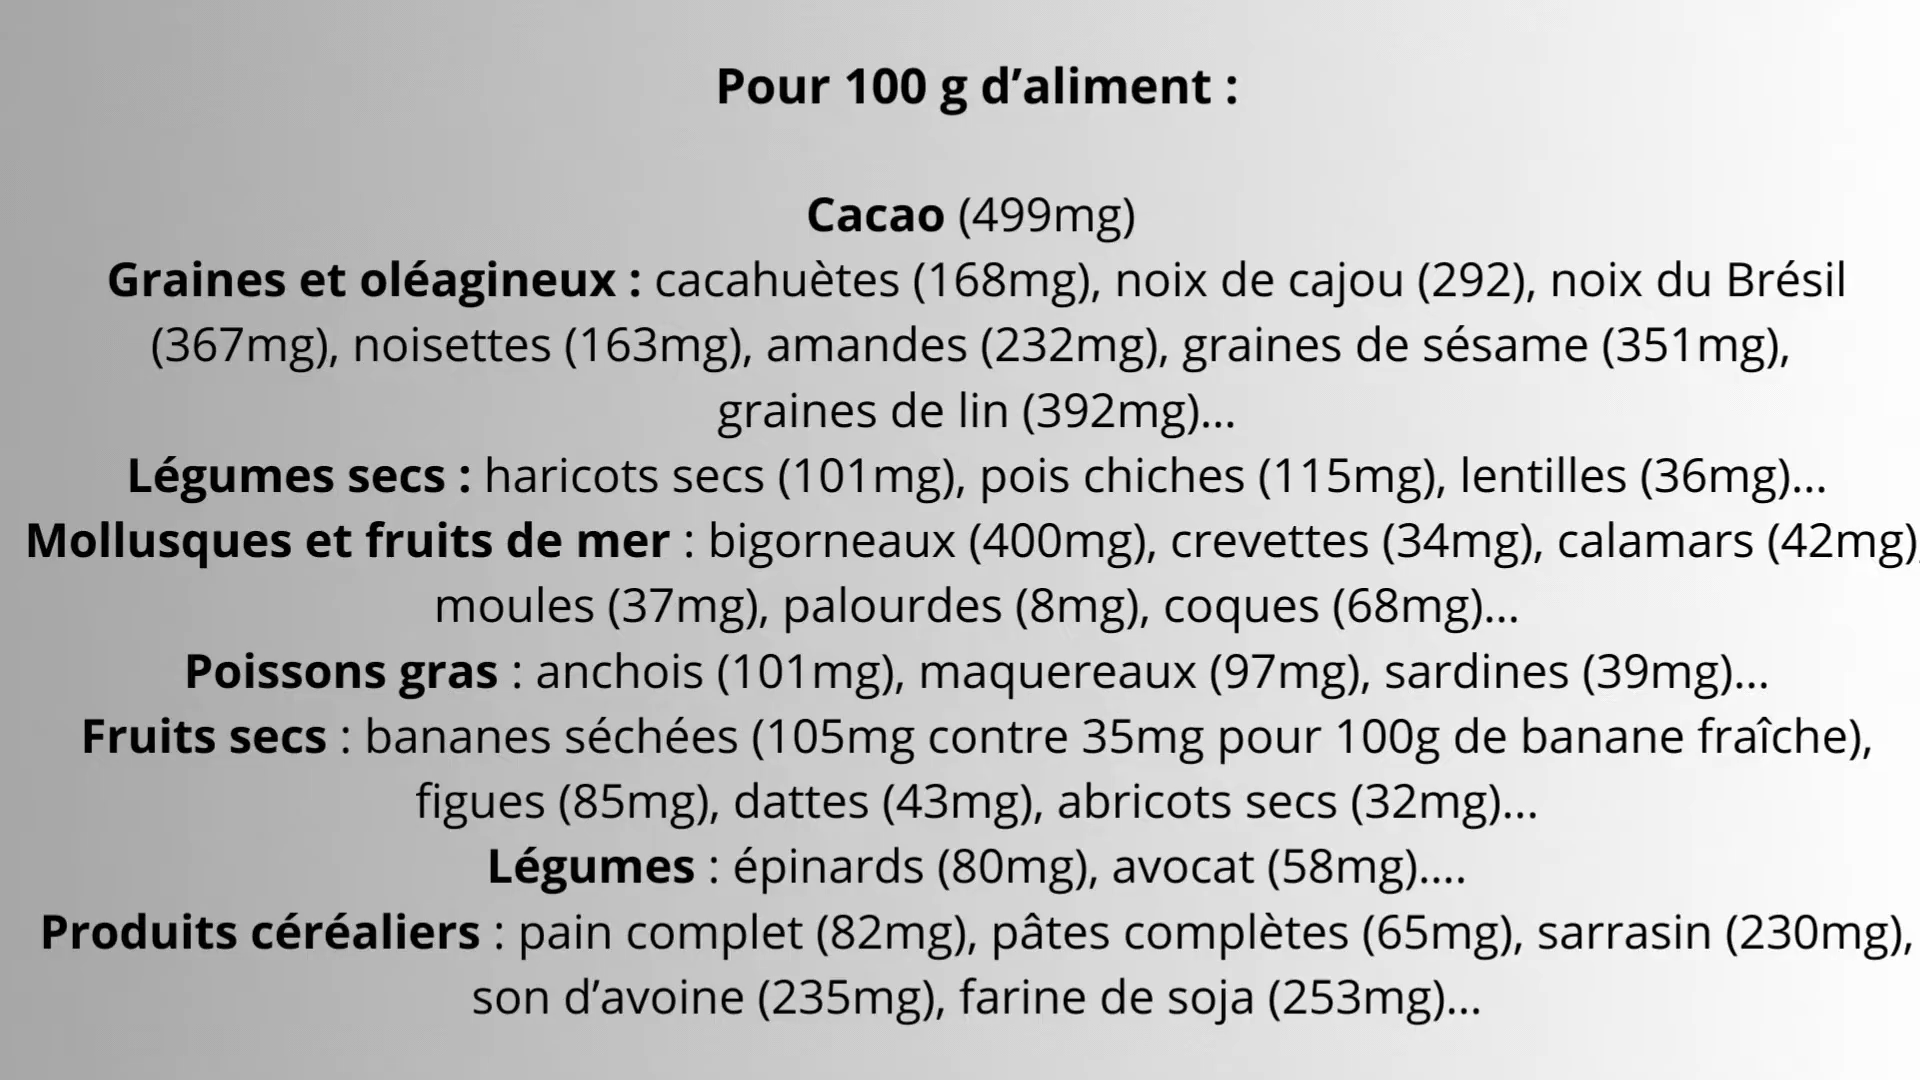 Pour 100 g d’aliment :
Cacao (499mg)
Graines et oléagineux : cacahuètes (168mg), noix de cajou (292), noix du Brésil
(367mg), noisettes (163mg), amandes (232mg), graines de sésame (351mg),
graines de lin (392mg)...
Légumes secs : haricots secs (101mg), pois chiches (115mg), lentilles (36mg)...
Mollusques et fruits de mer : bigorneaux (400mg), crevettes (34mg), calamars (42mg),
moules (37mg), palourdes (8mg), coques (68mg)...
Poissons gras : anchois (101mg), maquereaux (97mg), sardines (39mg)...
Fruits secs : bananes séchées (105mg contre 35mg pour 100g de banane fraîche),
figues (85mg), dattes (43mg), abricots secs (32mg)...
Légumes : épinards (80mg), avocat (58mg)....
Produits céréaliers : pain complet (82mg), pâtes complètes (65mg), sarrasin (230mg),
son d’avoine (235mg), farine de soja (253mg)...